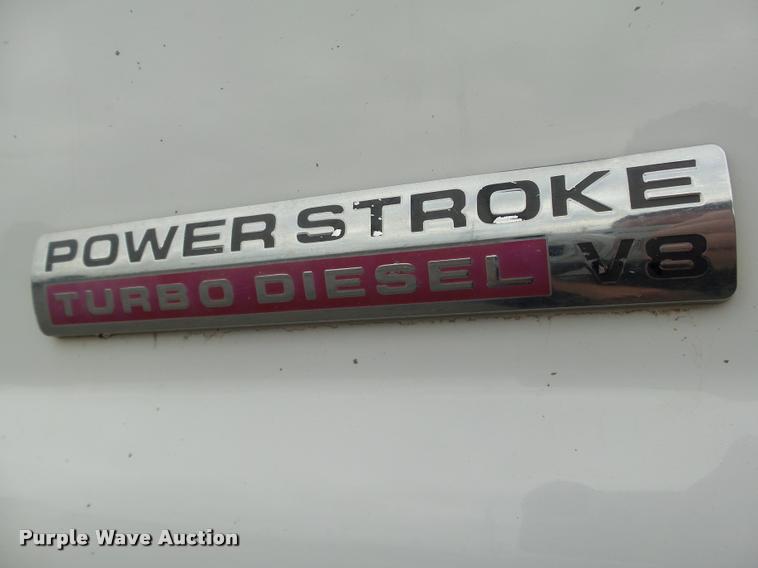 POWER STROKE
TURBO DIESEL V8
Purple Wave Auction